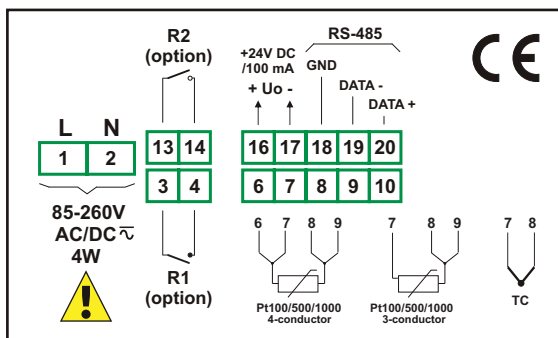 R2
(option)
+24V DC
/100 mA
+ Uo -
RS-485
GND
DATA -
DATA +
CE
L N
1 2
13 14
3 4
16 17 18 19 20
6 7 8 9 10
85-260V
AC/DC
4W
R1
(option)
6 7 8 9
Pt100/500/1000
4-conductor
7 8 9
Pt100/500/1000
3-conductor
7 8
TC
!